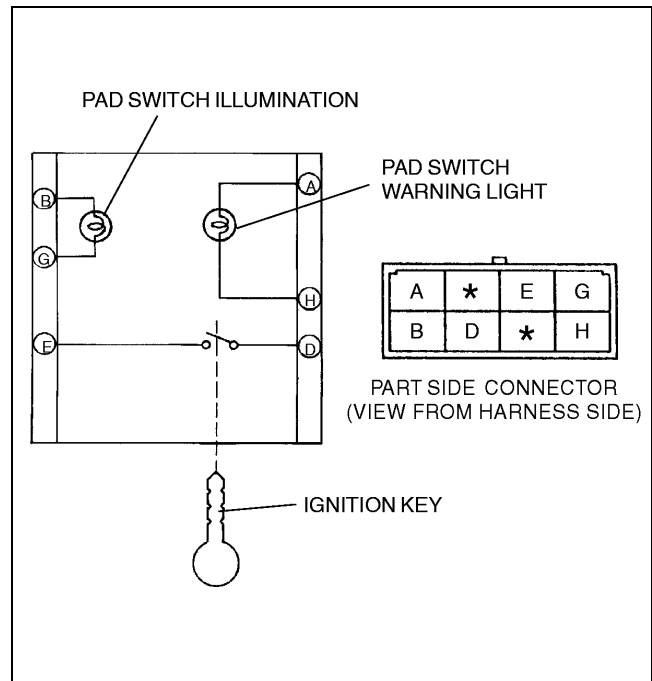 PAD SWITCH ILLUMINATION
PAD SWITCH
WARNING LIGHT
B
A
G
H
E
D
A * E G
B D * H
PART SIDE CONNECTOR
(VIEW FROM HARNESS SIDE)
IGNITION KEY